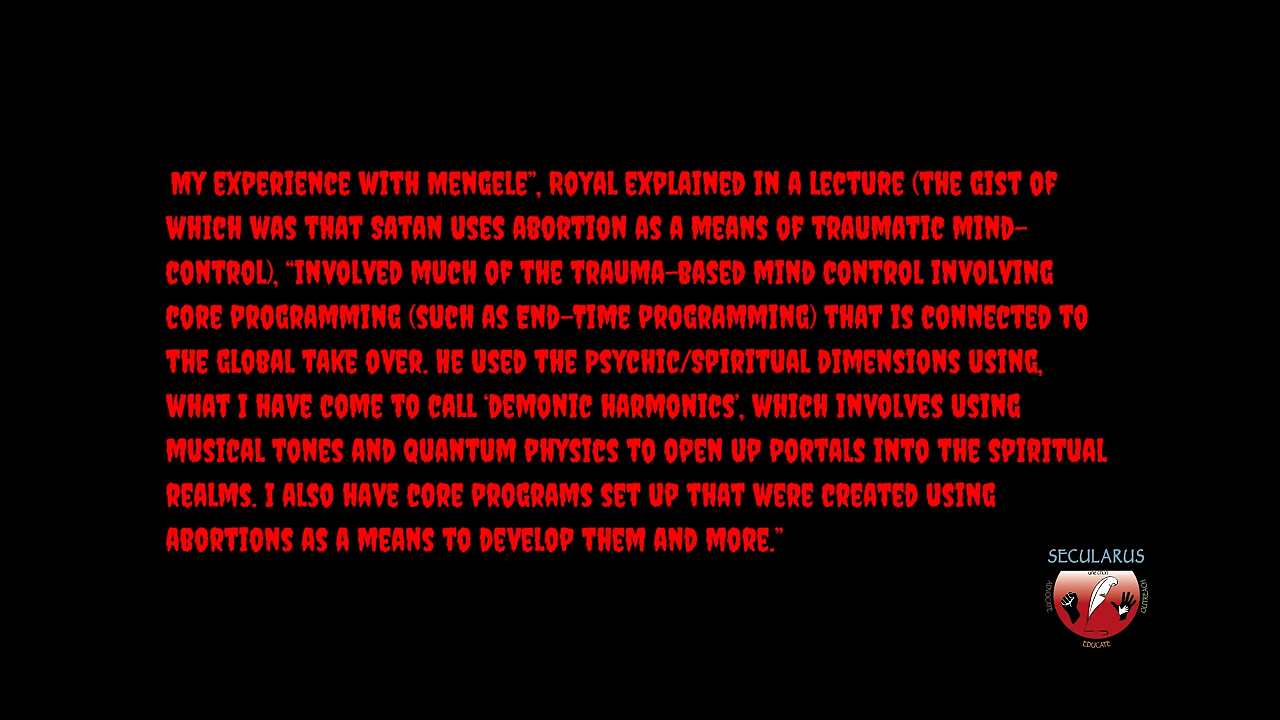 MY EXPERIENCE WITH MENGELE”, ROYAL EXPLAINED IN A LECTURE (THE GIST OF
WHICH WAS THAT SATAN USES ABORTION AS A MEANS OF TRAUMATIC MIND-
CONTROL), “INVOLVED MUCH OF THE TRAUMA-BASED MIND CONTROL INVOLVING
CORE PROGRAMMING (SUCH AS END-TIME PROGRAMMING) THAT IS CONNECTED TO
THE GLOBAL TAKE OVER. HE USED THE PSYCHIC/SPIRITUAL DIMENSIONS USING,
WHAT I HAVE COME TO CALL ‘DEMONIC HARMONICS’, WHICH INVOLVES USING
MUSICAL TONES AND QUANTUM PHYSICS TO OPEN UP PORTALS INTO THE SPIRITUAL
REALMS. I ALSO HAVE CORE PROGRAMS SET UP THAT WERE CREATED USING
ABORTIONS AS A MEANS TO DEVELOP THEM AND MORE.”
SECULARUS
ADVOCATE
OUTREACH
EDUCATE